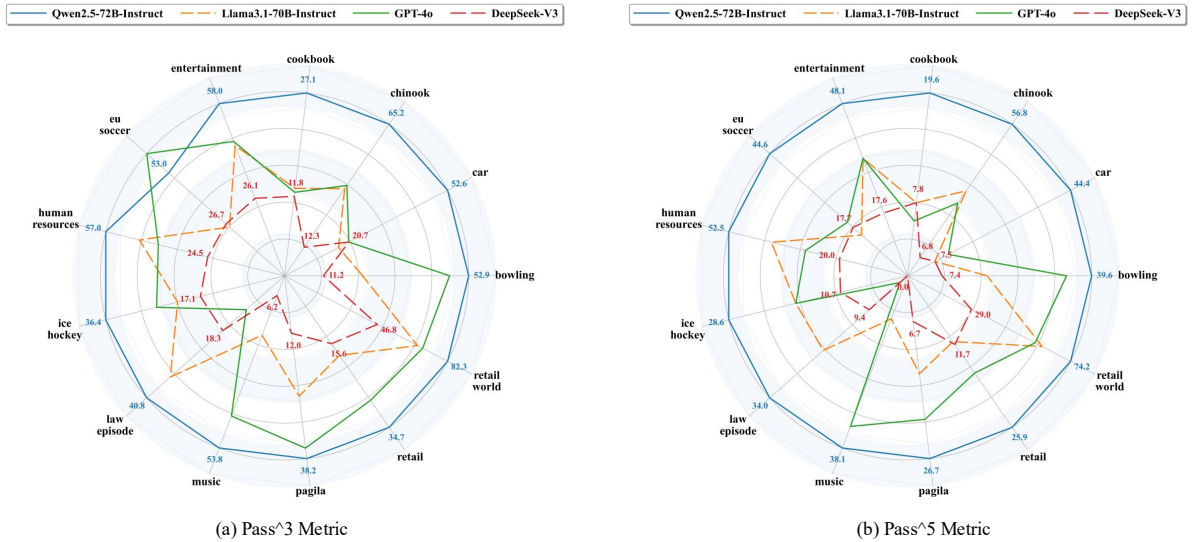 Qwen2.5-72B-Instruct Llama3.1-70B-Instruct GPT-4o DeepSeek-V3
cookbook
27.1
entertainment
58.0
chinook
65.2
eu
soccer
53.0
car
52.6
human
resources
57.0
bowling
52.9
ice
hockey
36.4
retail
world
82.3
law
episode
40.8
retail
34.7
music
53.8
pagila
38.2
11.8
26.1
12.3
26.7
20.7
24.5
11.2
17.1
6.2
46.8
18.3
12.0
15.6
(a) Pass^3 Metric
Qwen2.5-72B-Instruct Llama3.1-70B-Instruct GPT-4o DeepSeek-V3
cookbook
19.6
entertainment
48.1
chinook
56.8
eu
soccer
44.6
car
44.4
human
resources
52.5
bowling
39.6
ice
hockey
28.6
retail
world
74.2
law
episode
34.0
retail
25.9
music
38.1
pagila
26.7
7.8
17.6
17.7
6.8
7.5
20.0
7.4
0.0
10.7
9.4
29.0
6.7
11.7
(b) Pass^5 Metric